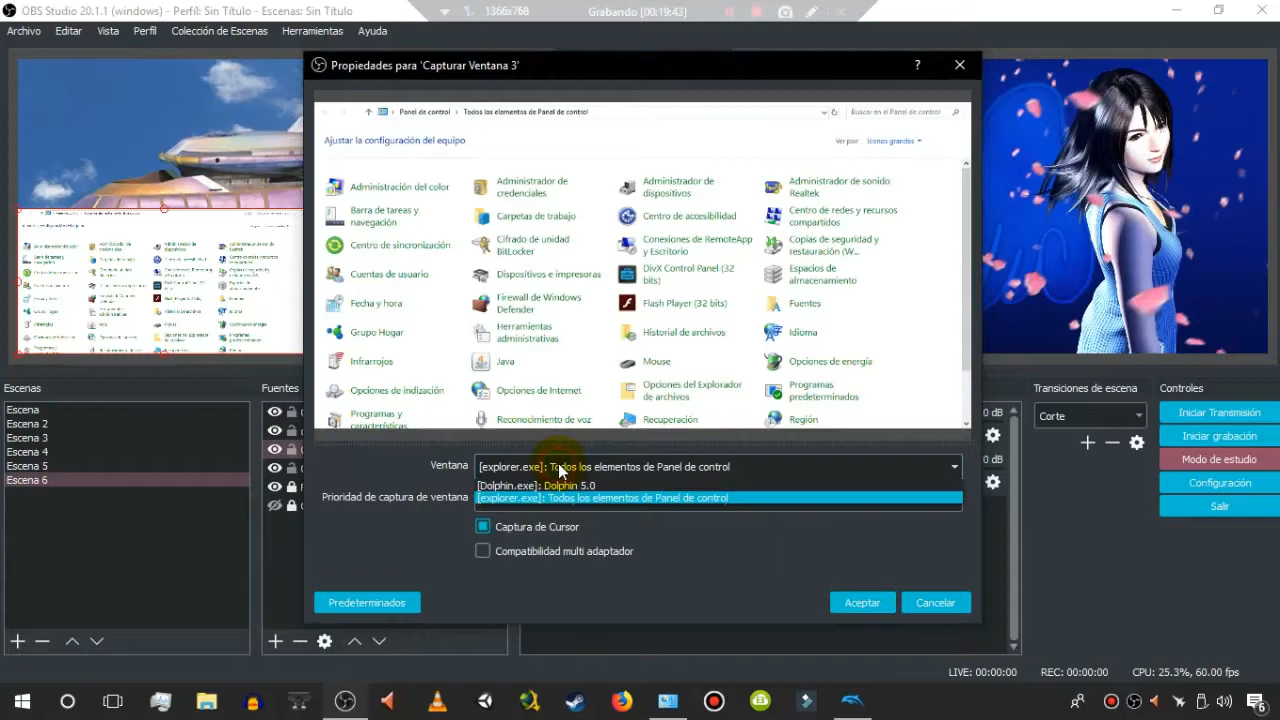 OBS Studio 20.1.1 (windows) - Perfil: Sin Título - Escenas: Sin Título
1366x768
Grabando [00:19:43]
Archivo Editar Vista Perfil Colección de Escenas Herramientas Ayuda
Propiedades para 'Capturar Ventana 3'
?
Panel de control > Todos los elementos de Panel de control
Buscar en el Panel de control
Ajustar la configuración del equipo
Ver por: Iconos grandes
Administración del color
Administrador de
credenciales
Administrador de
dispositivos
Administrador de sonido
Realtek
Barra de tareas y
navegación
Carpetas de trabajo
Centro de accesibilidad
Centro de redes y recursos
compartidos
Centro de sincronización
Cifrado de unidad
BitLocker
Conexiones de RemoteApp
y Escritorio
Copias de seguridad y
restauración (W...
Cuentas de usuario
Dispositivos e impresoras
DivX Control Panel (32
bits)
Espacios de
almacenamiento
Fecha y hora
Firewall de Windows
Defender
Flash Player (32 bits)
Fuentes
Grupo Hogar
Herramientas
administrativas
Historial de archivos
Idioma
Infrarrojos
Java
Mouse
Opciones de energía
Opciones de indización
Opciones de Internet
Opciones del Explorador
de archivos
Programas
predeterminados
Programas y
características
Reconocimiento de voz
Recuperación
Región
Ventana
[explorer.exe]: Todos los elementos de Panel de control
[Dolphin.exe]: Dolphin 5.0
[explorer.exe]: Todos los elementos de Panel de control
Prioridad de captura de ventana
Captura de Cursor
Compatibilidad multi adaptador
Predeterminados
Aceptar
Cancelar
Escenas
Escena
Escena 2
Escena 3
Escena 4
Escena 5
Escena 6
Fuentes
0 dB
0 dB
Transiciones de escena
Corte
Controles
Iniciar Transmisión
Iniciar grabación
Modo de estudio
Configuración
Salir
LIVE: 00:00:00
REC: 00:00:00
CPU: 25.3%, 60.00 fps
6